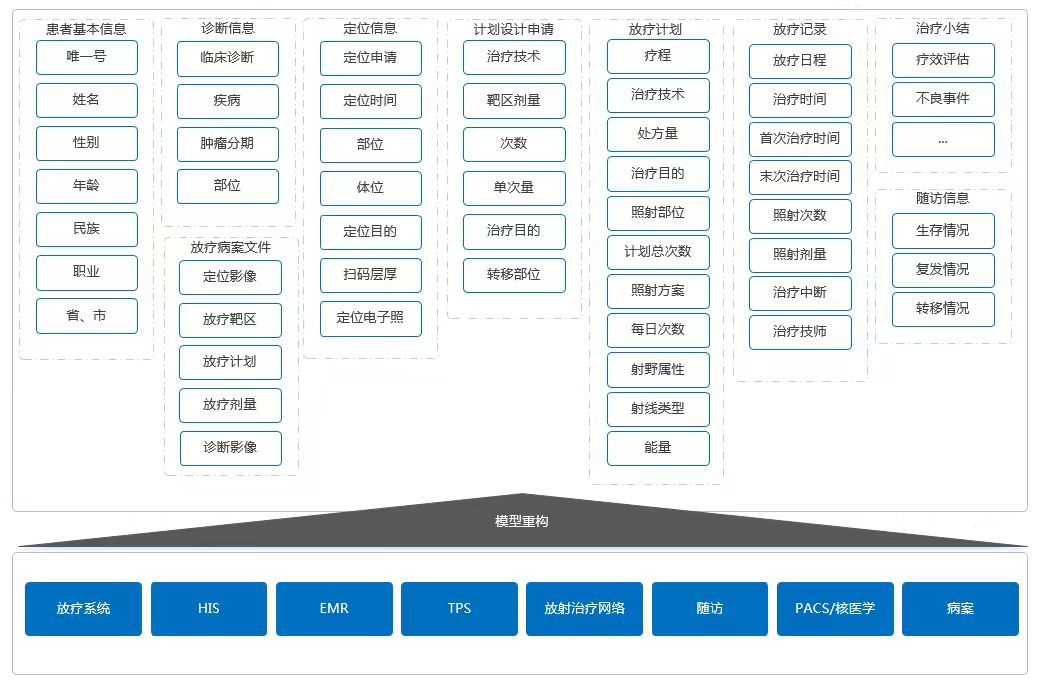 患者基本信息
唯一号
姓名
性别
年龄
民族
职业
省、市
诊断信息
临床诊断
疾病
肿瘤分期
部位
放疗病案文件
定位影像
放疗靶区
放疗计划
放疗剂量
诊断影像
定位信息
定位申请
定位时间
部位
体位
定位目的
扫码层厚
定位电子照
计划设计申请
治疗技术
靶区剂量
次数
单次量
治疗目的
转移部位
放疗计划
疗程
治疗技术
处方量
治疗目的
照射部位
计划总次数
照射方案
每日次数
射野属性
射线类型
能量
放疗记录
放疗日程
治疗时间
首次治疗时间
末次治疗时间
照射次数
照射剂量
治疗中断
治疗技师
治疗小结
疗效评估
不良事件
...
随访信息
生存情况
复发情况
转移情况
模型重构
放疗系统
HIS
EMR
TPS
放射治疗网络
随访
PACS/核医学
病案